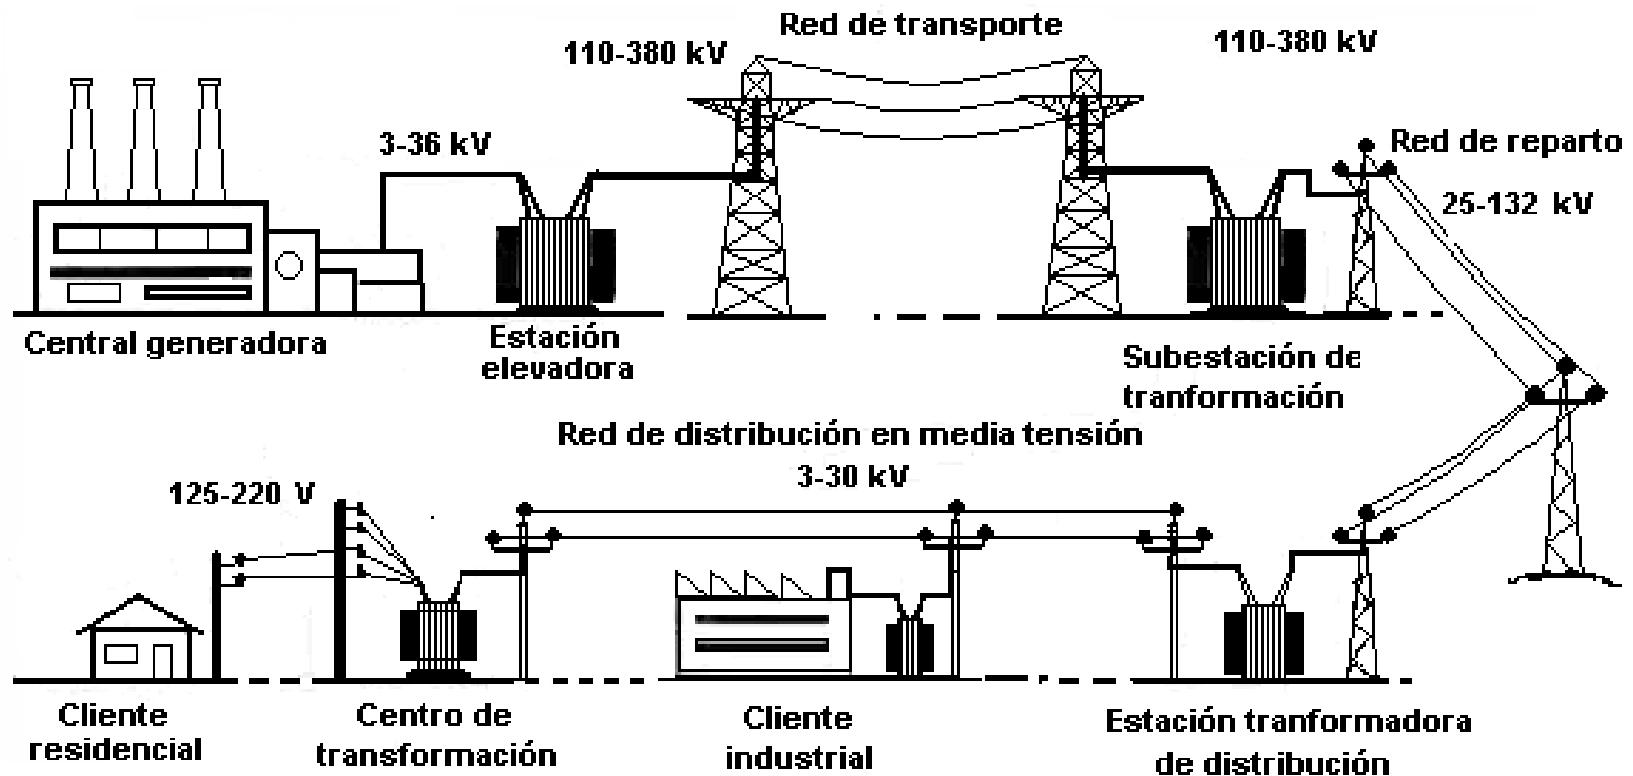 Red de transporte
110-380 kV
110-380 kV
3-36 kV
Red de reparto
25-132 kV
Central generadora
Estación
elevadora
Subestación de
tranformación
Red de distribución en media tensión
3-30 kV
125-220 V
Cliente
residencial
Centro de
transformación
Cliente
industrial
Estación tranformadora
de distribución